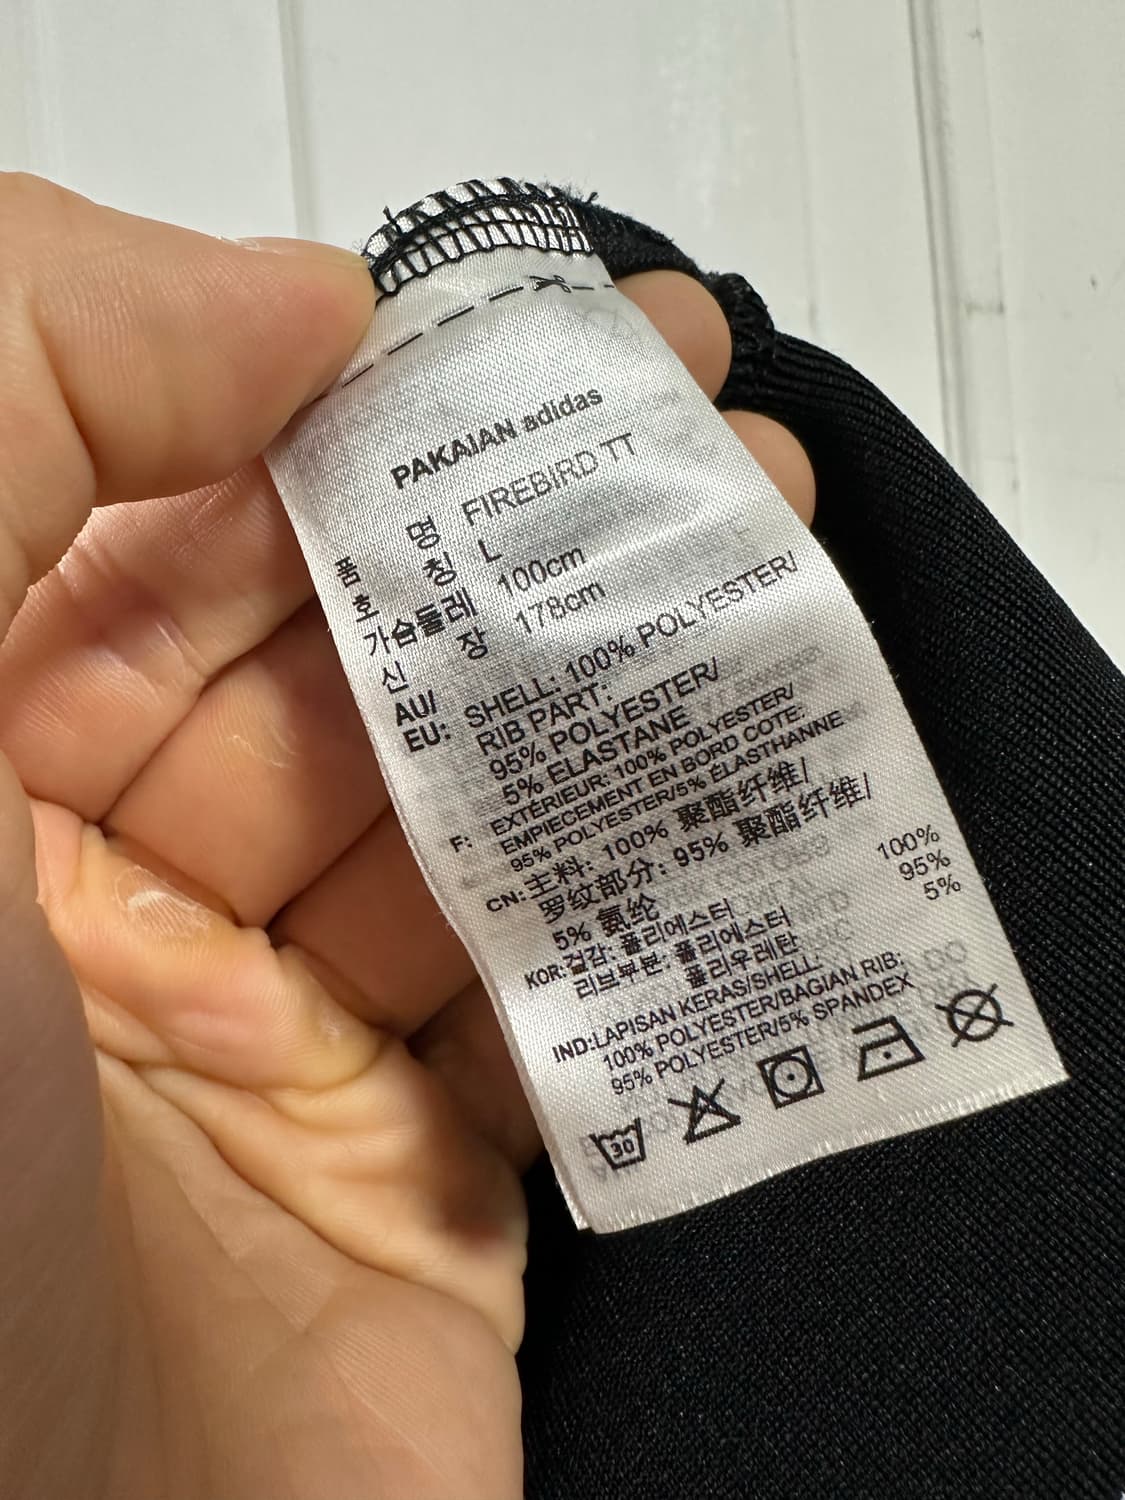 PAKAIAN adidas
품 명 FIREBIRD TT
호 칭 L
가슴둘레 100cm
신 장 178cm
AU/
EU: SHELL: 100% POLYESTER/
RIB PART:
95% POLYESTER/
5% ELASTANE
F: EXTÉRIEUR: 100% POLYESTER/
EMPIECEMENT EN BORD COTE:
95% POLYESTER/5% ELASTHANNE
CN: 主料: 100% 聚酯纤维/
罗纹部分: 95% 聚酯纤维/
5% 氨纶
KOR: 겉감: 폴리에스터 100%
리브부분: 폴리에스터 95%
폴리우레탄 5%
IND:LAPISAN KERAS/SHELL:
100% POLYESTER/BAGIAN RIB:
95% POLYESTER/5% SPANDEX
30